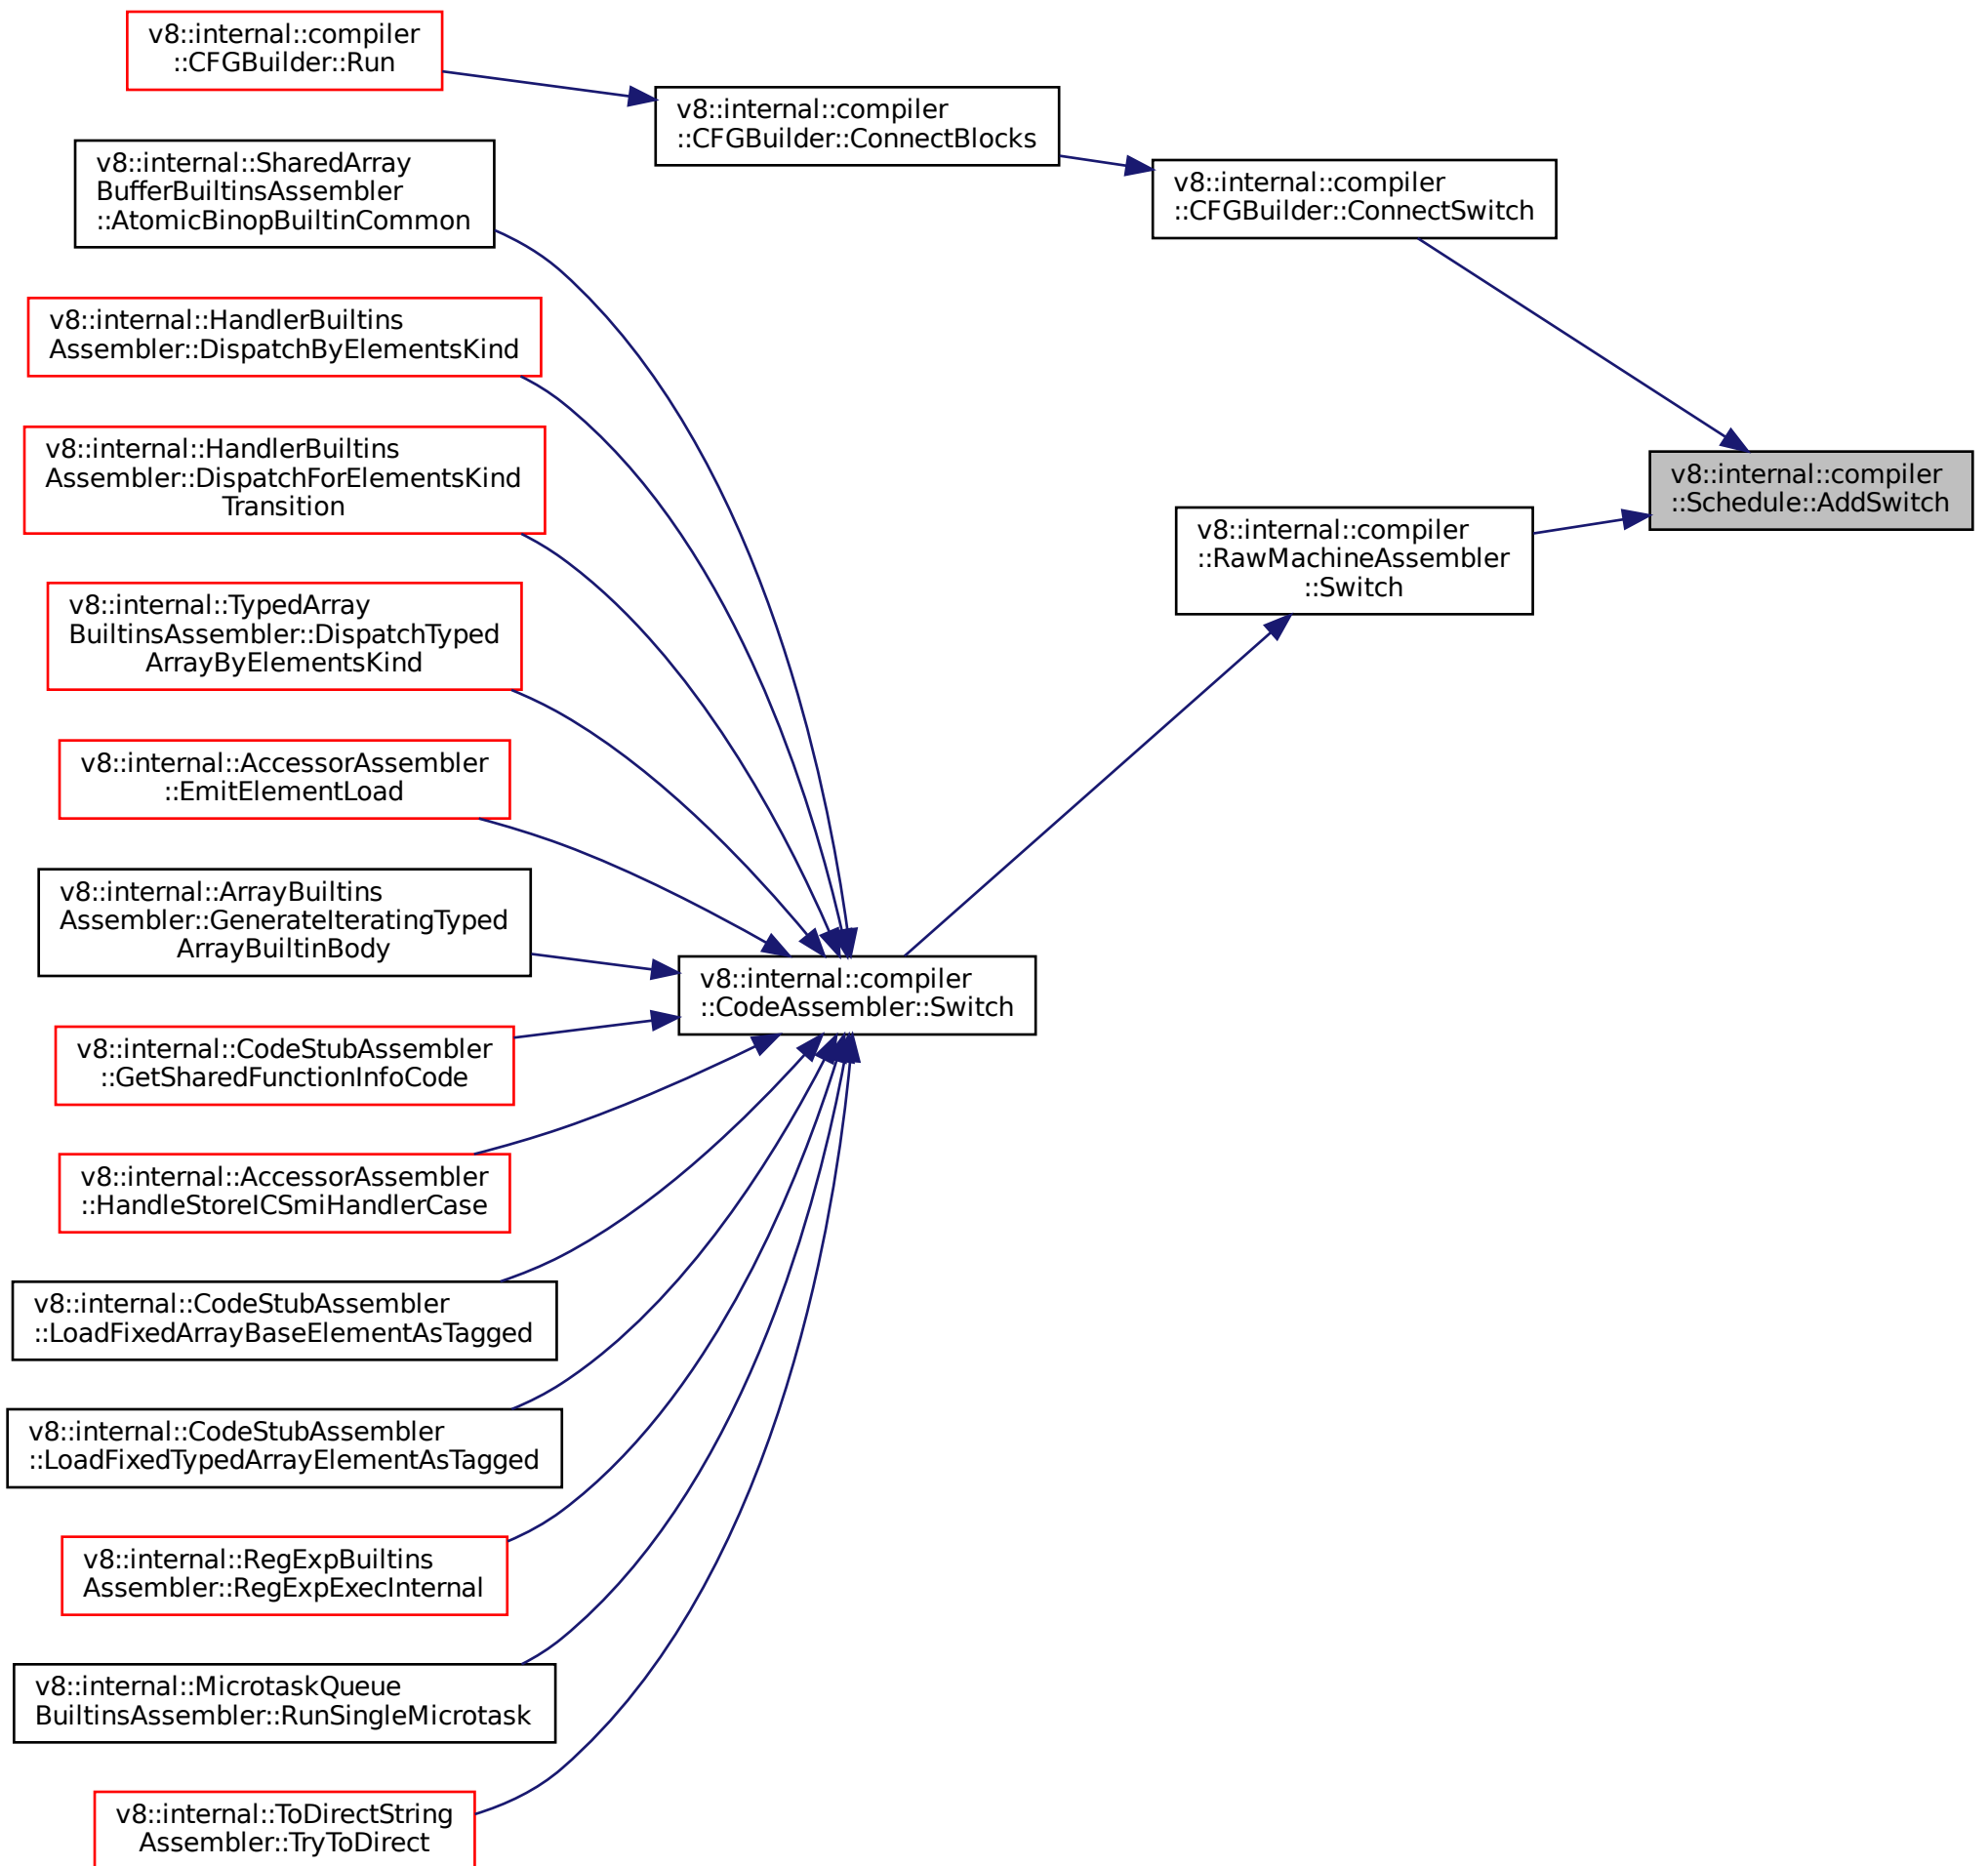 v8::internal::compiler
::CFGBuilder::Run
v8::internal::compiler
::CFGBuilder::ConnectBlocks
v8::internal::SharedArray
BufferBuiltinsAssembler
::AtomicBinopBuiltinCommon
v8::internal::compiler
::CFGBuilder::ConnectSwitch
v8::internal::HandlerBuiltins
Assembler::DispatchByElementsKind
v8::internal::HandlerBuiltins
Assembler::DispatchForElementsKind
Transition
v8::internal::compiler
::Schedule::AddSwitch
v8::internal::compiler
::RawMachineAssembler
::Switch
v8::internal::TypedArray
BuiltinsAssembler::DispatchTyped
ArrayByElementsKind
v8::internal::AccessorAssembler
::EmitElementLoad
v8::internal::ArrayBuiltins
Assembler::GenerateIteratingTyped
ArrayBuiltinBody
v8::internal::compiler
::CodeAssembler::Switch
v8::internal::CodeStubAssembler
::GetSharedFunctionInfoCode
v8::internal::AccessorAssembler
::HandleStoreICSmiHandlerCase
v8::internal::CodeStubAssembler
::LoadFixedArrayBaseElementAsTagged
v8::internal::CodeStubAssembler
::LoadFixedTypedArrayElementAsTagged
v8::internal::RegExpBuiltins
Assembler::RegExpExecInternal
v8::internal::MicrotaskQueue
BuiltinsAssembler::RunSingleMicrotask
v8::internal::ToDirectString
Assembler::TryToDirect